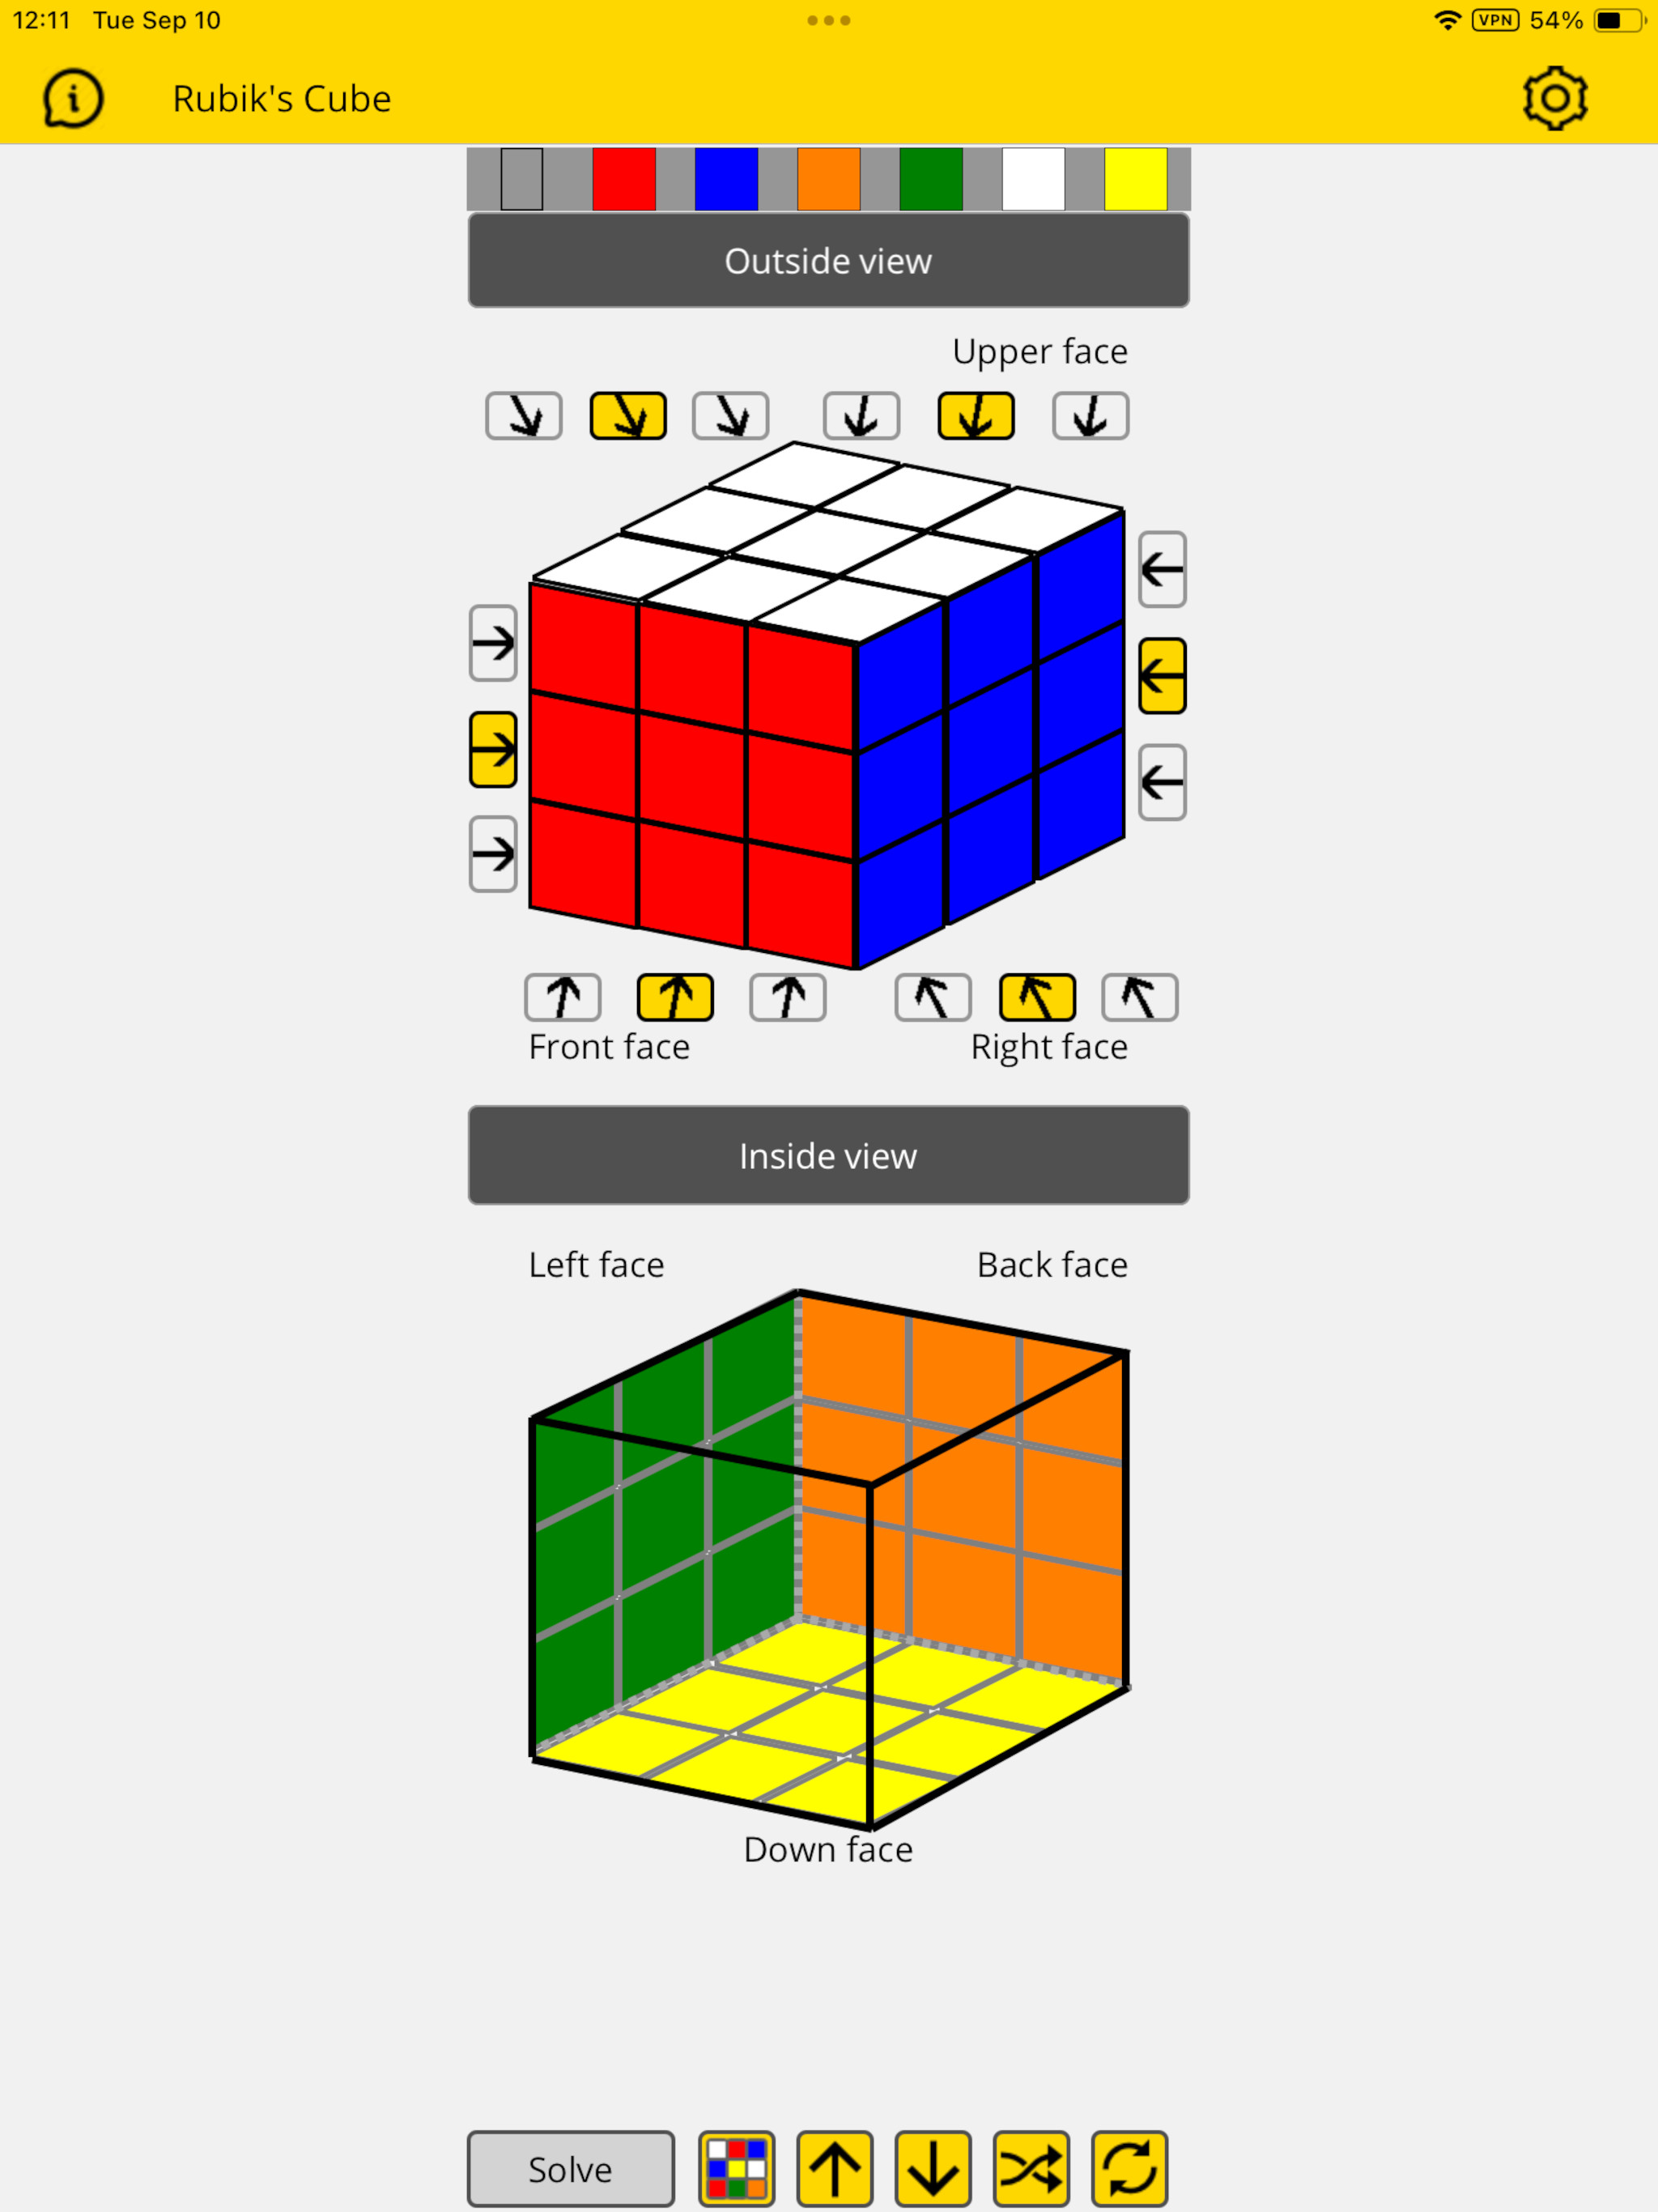 12:11 Tue Sep 10
VPN 54%
Rubik's Cube
Outside view
Upper face
Front face
Right face
Inside view
Left face
Back face
Down face
Solve